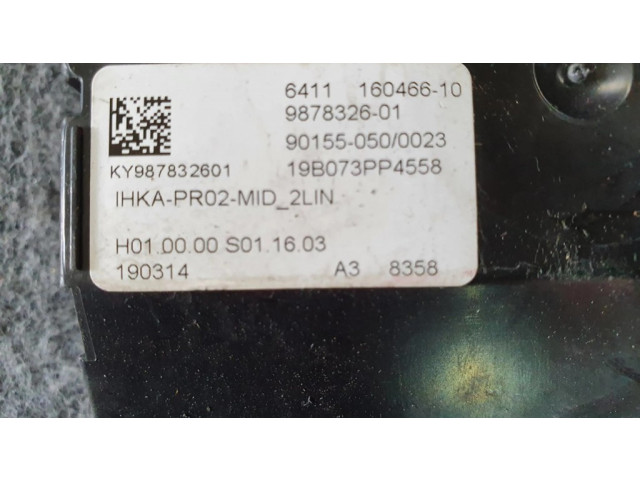 6411 160466-10
9878326-01
90155-050/0023
KY987832601 19B073PP4558
IHKA-PR02-MID_2LIN
H01.00.00 S01.16.03
190314 A3 8358